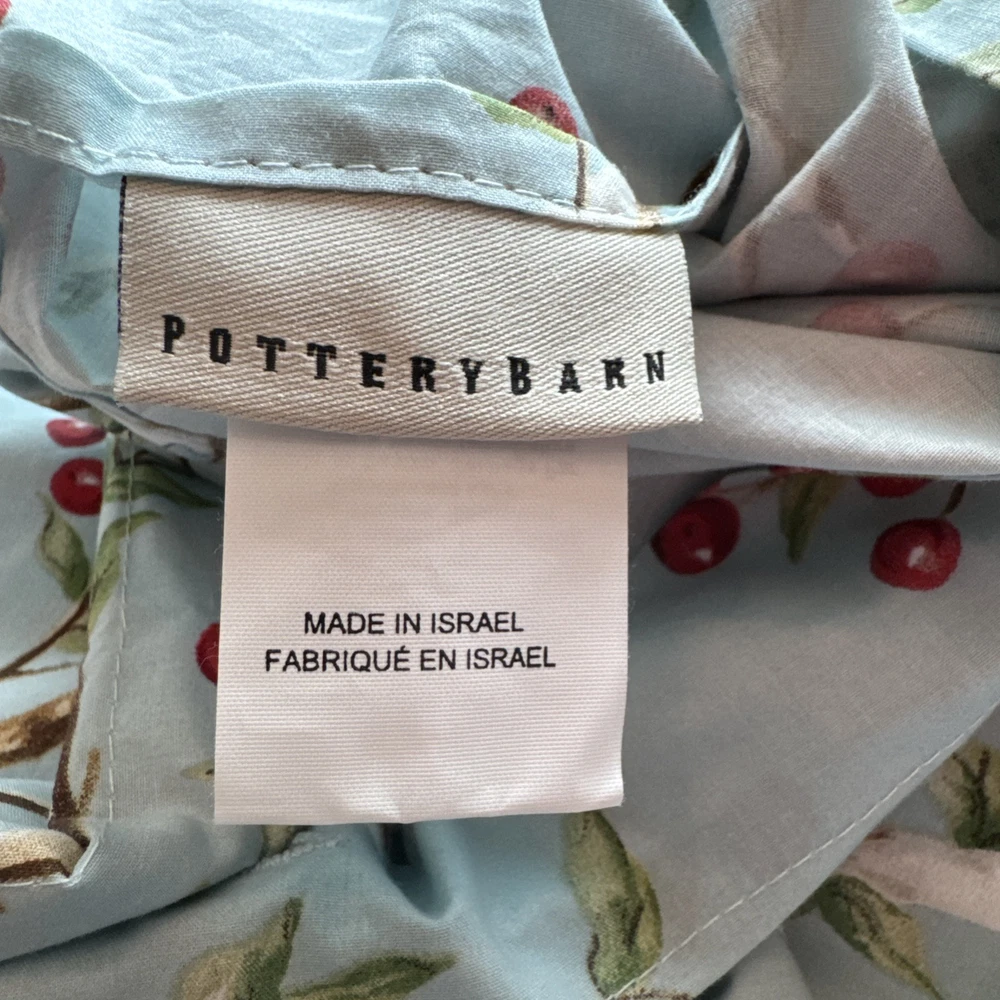 POTTERYBARN
MADE IN ISRAEL
FABRIQUÉ EN ISRAEL